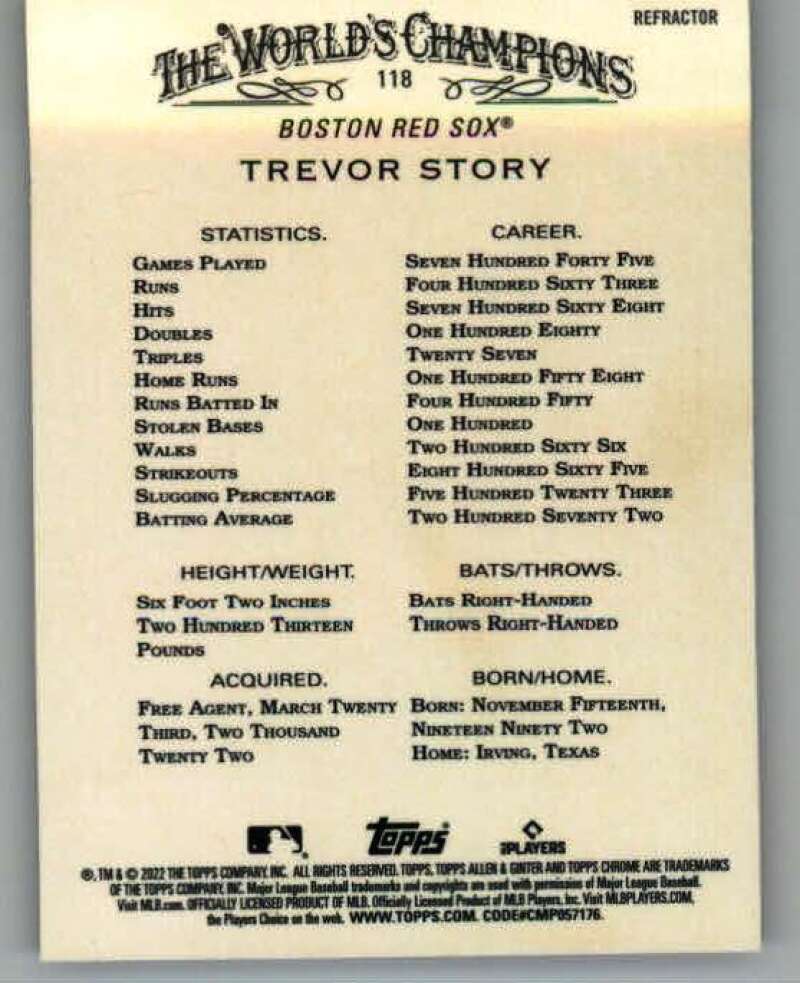 REFRACTOR
THE WORLD'S CHAMPIONS
118
BOSTON RED SOX®
TREVOR STORY
STATISTICS. CAREER.
GAMES PLAYED SEVEN HUNDRED FORTY FIVE
RUNS FOUR HUNDRED SIXTY THREE
HITS SEVEN HUNDRED SIXTY EIGHT
DOUBLES ONE HUNDRED EIGHTY
TRIPLES TWENTY SEVEN
HOME RUNS ONE HUNDRED FIFTY EIGHT
RUNS BATTED IN FOUR HUNDRED FIFTY
STOLEN BASES ONE HUNDRED
WALKS TWO HUNDRED SIXTY SIX
STRIKEOUTS EIGHT HUNDRED SIXTY FIVE
SLUGGING PERCENTAGE FIVE HUNDRED TWENTY THREE
BATTING AVERAGE TWO HUNDRED SEVENTY TWO
HEIGHT/WEIGHT.
SIX FOOT TWO INCHES
TWO HUNDRED THIRTEEN
POUNDS
BATS/THROWS.
BATS RIGHT-HANDED
THROWS RIGHT-HANDED
ACQUIRED.
FREE AGENT, MARCH TWENTY
THIRD, TWO THOUSAND
TWENTY TWO
BORN/HOME.
BORN: NOVEMBER FIFTEENTH,
NINETEEN NINETY TWO
HOME: IRVING, TEXAS
TOPPS
PLAYERS
®, TM & © 2022 THE TOPPS COMPANY, INC. ALL RIGHTS RESERVED. TOPPS, TOPPS ALLEN & GINTER AND TOPPS CHROME ARE TRADEMARKS
OF THE TOPPS COMPANY, INC. Major League Baseball trademarks and copyrights are used with permission of Major League Baseball.
Visit MLB.com. OFFICIALLY LICENSED PRODUCT OF MLB. Officially Licensed Product of MLB Players, Inc. Visit MLBPLAYERS.COM,
the Players Choice on the web. WWW.TOPPS.COM. CODE#CMP057176.